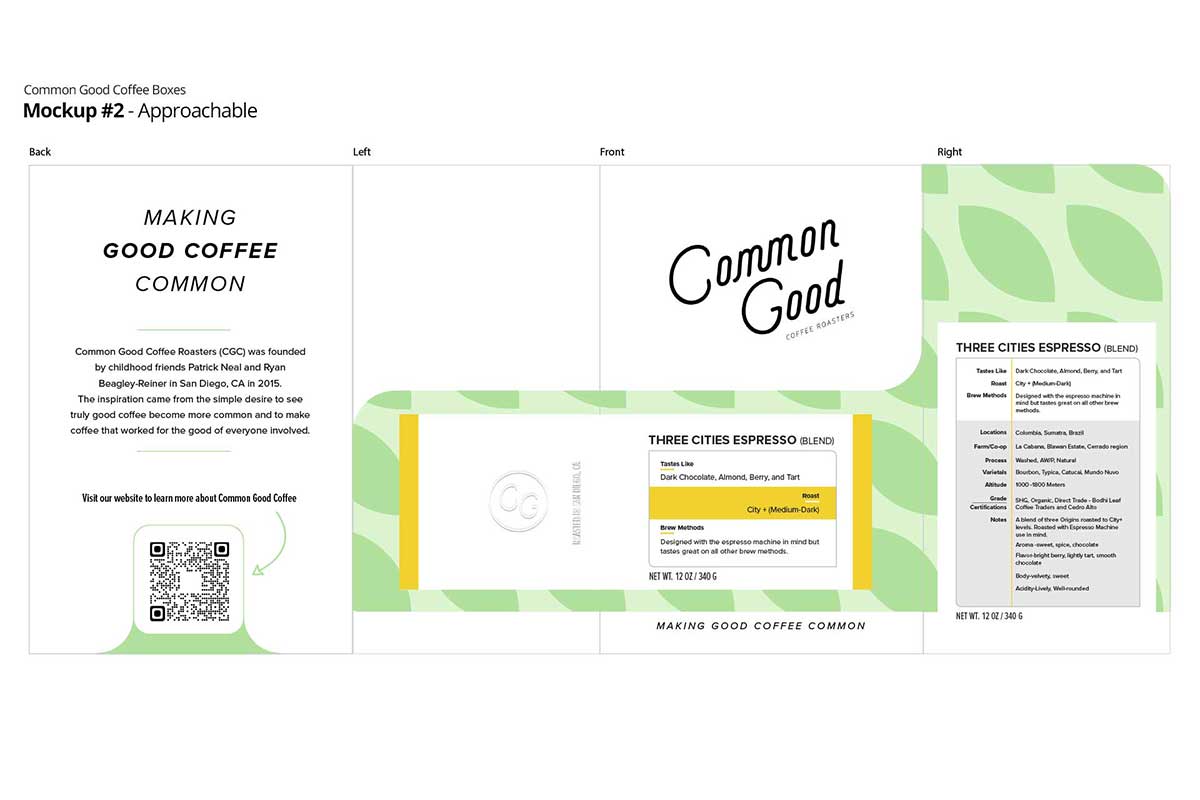 Common Good Coffee Boxes
Mockup #2 - Approachable
Back
Left
Front
Right
MAKING
GOOD COFFEE
COMMON
Common Good Coffee Roasters (CGC) was founded
by childhood friends Patrick Neal and Ryan
Beagley-Reiner in San Diego, CA in 2015.
The inspiration came from the simple desire to see
truly good coffee become more common and to make
coffee that worked for the good of everyone involved.
Visit our website to learn more about Common Good Coffee
CG
ROASTED IN SAN DIEGO, CA
Common
Good
COFFEE ROASTERS
THREE CITIES ESPRESSO (BLEND)
Tastes Like
Dark Chocolate, Almond, Berry, and Tart
Roast
City + (Medium-Dark)
Brew Methods
Designed with the espresso machine in mind but
tastes great on all other brew methods.
NET WT. 12 OZ / 340 G
MAKING GOOD COFFEE COMMON
THREE CITIES ESPRESSO (BLEND)
Tastes Like Dark Chocolate, Almond, Berry, and Tart
Roast City + (Medium-Dark)
Brew Methods Designed with the espresso machine in
mind but tastes great on all other brew
methods.
Locations Colombia, Sumatra, Brazil
Farm/Co-op La Cabana, Blawan Estate, Cerrado region
Process Washed, AWP, Natural
Varietals Bourbon, Typica, Catucai, Mundo Nuvo
Altitude 1000 -1800 Meters
Grade SHG, Organic, Direct Trade - Bodhi Leaf
Certifications Coffee Traders and Cedro Alto
Notes A blend of three Origins roasted to City+
levels. Roasted with Espresso Machine
use in mind.
Aroma -sweet, spice, chocolate
Flavor-bright berry, lightly tart, smooth
chocolate
Body-velvety, sweet
Acidity-Lively, Well-rounded
NET WT. 12 OZ / 340 G